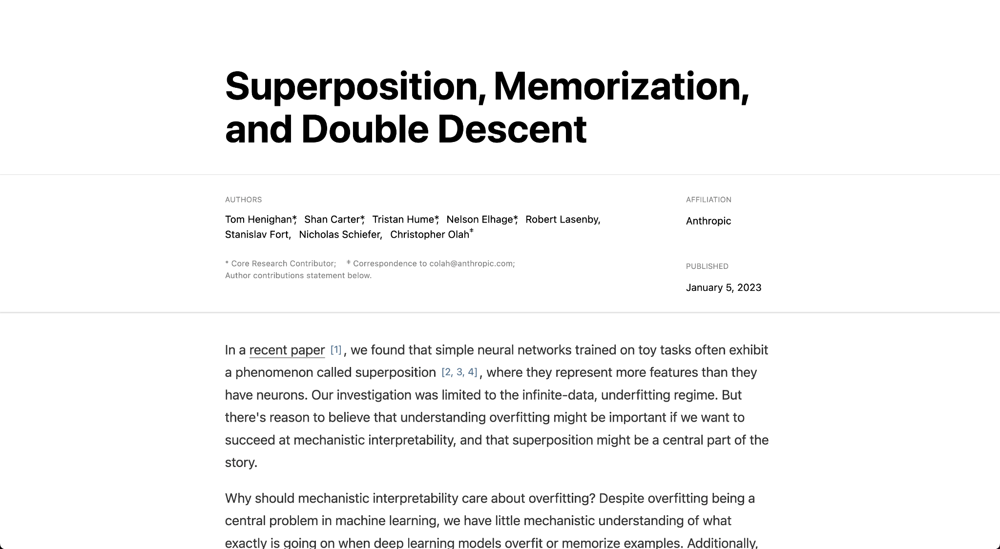 Superposition, Memorization,
and Double Descent
AUTHORS
Tom Henighan*, Shan Carter*, Tristan Hume*, Nelson Elhage*, Robert Lasenby,
Stanislav Fort, Nicholas Schiefer, Christopher Olah‡
* Core Research Contributor; ‡ Correspondence to colah@anthropic.com;
Author contributions statement below.
AFFILIATION
Anthropic
PUBLISHED
January 5, 2023
In a recent paper [1], we found that simple neural networks trained on toy tasks often exhibit
a phenomenon called superposition [2, 3, 4], where they represent more features than they
have neurons. Our investigation was limited to the infinite-data, underfitting regime. But
there's reason to believe that understanding overfitting might be important if we want to
succeed at mechanistic interpretability, and that superposition might be a central part of the
story.
Why should mechanistic interpretability care about overfitting? Despite overfitting being a
central problem in machine learning, we have little mechanistic understanding of what
exactly is going on when deep learning models overfit or memorize examples. Additionally,